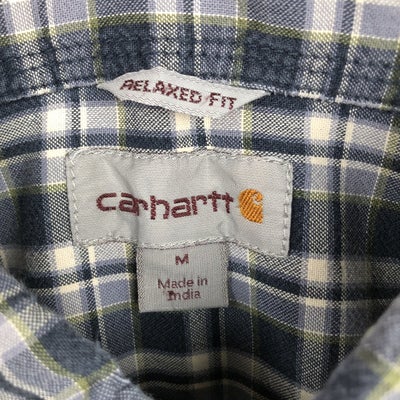 RELAXED FIT
carhartt
M
Made in
India